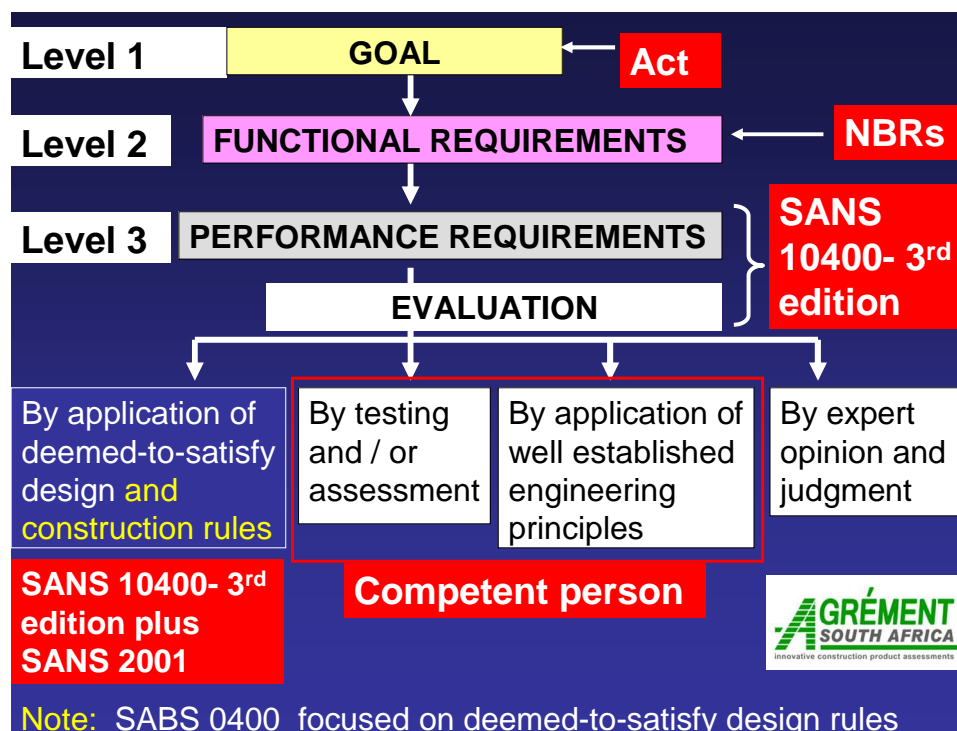 Level 1
GOAL
Act
Level 2
FUNCTIONAL REQUIREMENTS
NBRs
Level 3
PERFORMANCE REQUIREMENTS
SANS
10400- 3rd
edition
EVALUATION
By application of
deemed-to-satisfy
design and
construction rules
By testing
and / or
assessment
By application of
well established
engineering
principles
By expert
opinion and
judgment
SANS 10400- 3rd
edition plus
SANS 2001
Competent person
AGRÉMENT
SOUTH AFRICA
innovative construction product assessments
Note: SABS 0400 focused on deemed-to-satisfy design rules